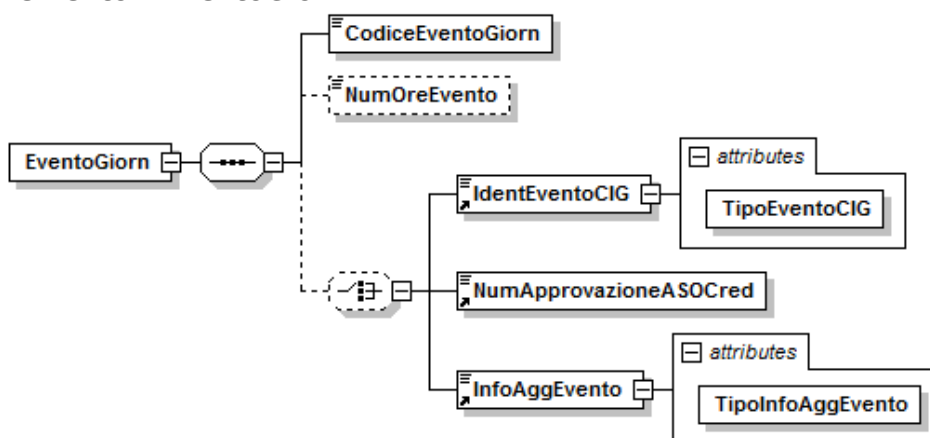 CodiceEventoGiorn
NumOreEvento
EventoGiorn
attributes
IdentEventoCIG
TipoEventoCIG
NumApprovazioneASOCred
attributes
InfoAggEvento
TipoInfoAggEvento